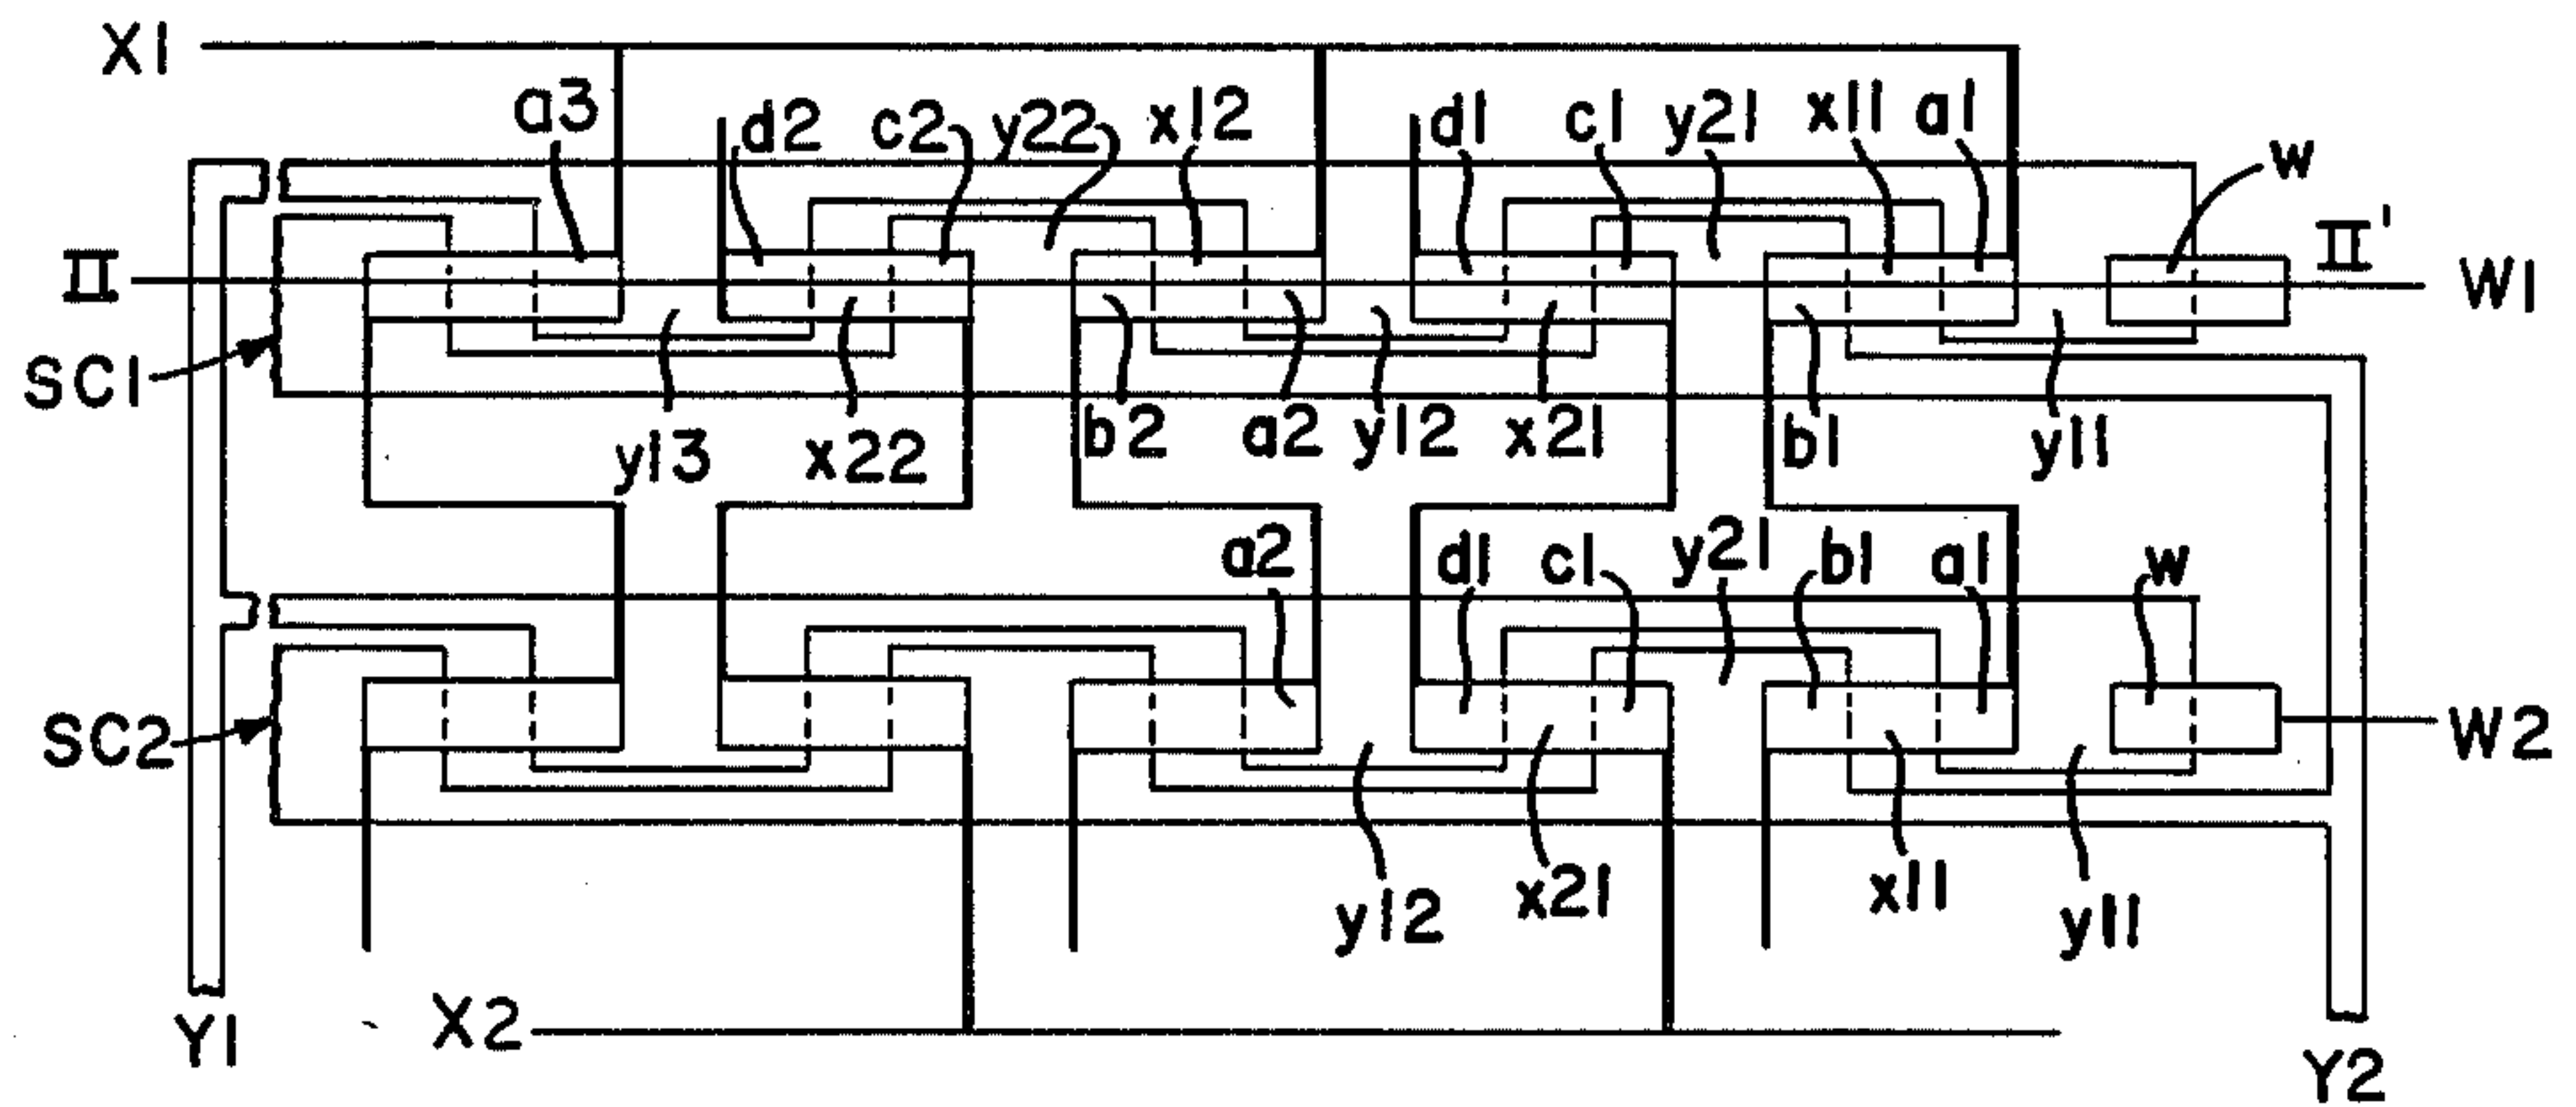 X1
a3 d2 c2 y22 x12 d1 c1 y21 x11 a1 w
II II' W1
SC1
y13 x22 b2 a2 y12 x21 b1 y11
a2 d1 c1 y21 b1 a1 w
SC2 W2
y12 x21 x11 y11
Y1 X2 Y2